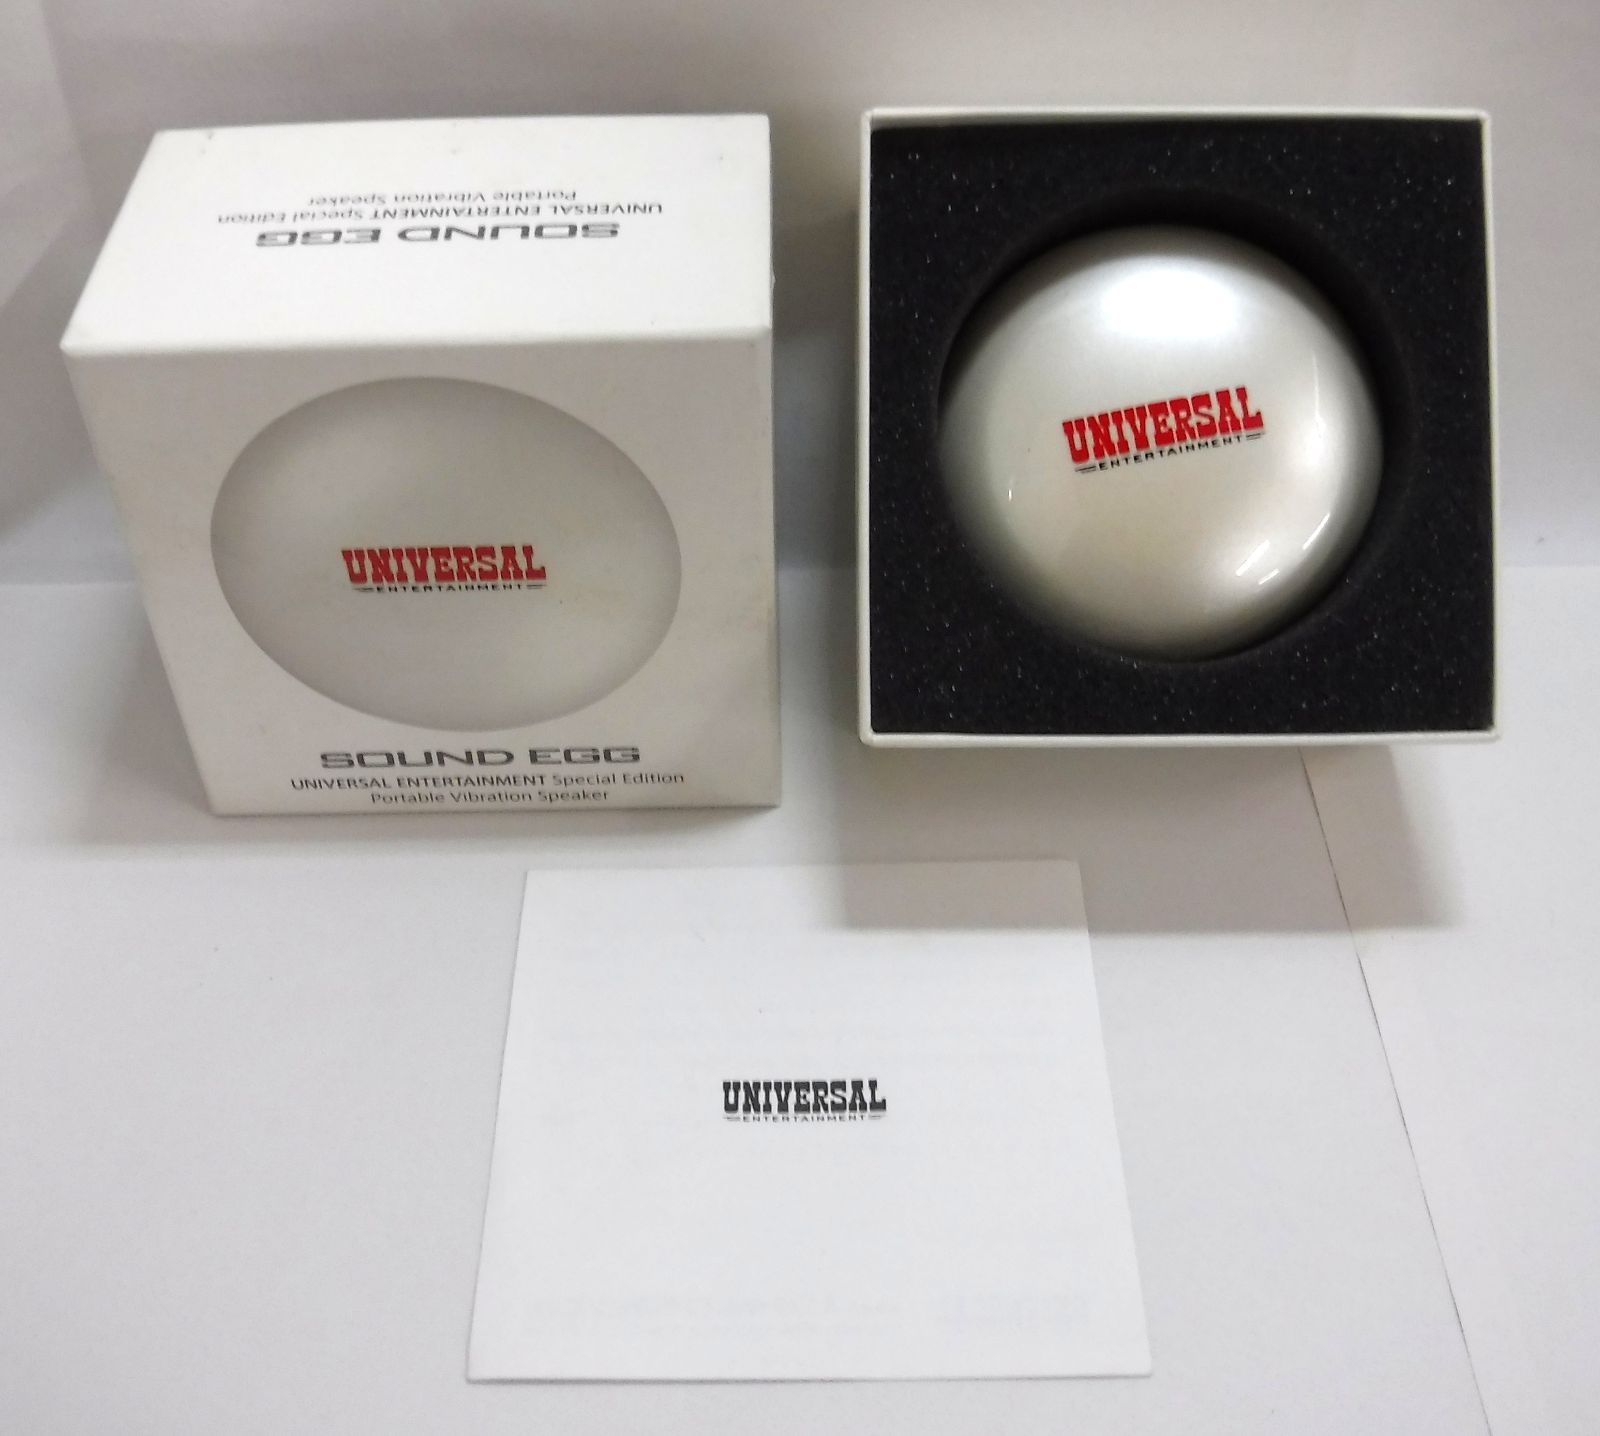 SOUND EGG
UNIVERSAL ENTERTAINMENT Special Edition
Portable Vibration Speaker
UNIVERSAL
ENTERTAINMENT
SOUND EGG
UNIVERSAL ENTERTAINMENT Special Edition
Portable Vibration Speaker
UNIVERSAL
ENTERTAINMENT
UNIVERSAL
ENTERTAINMENT